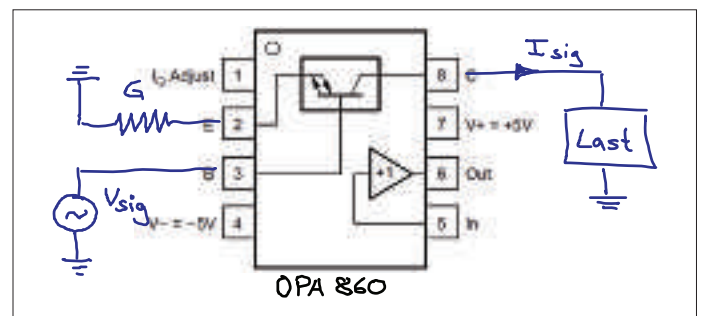 I_Q Adjust 1
E 2
B 3
V− = −5V 4
8 C
7 V+ = +5V
6 Out
5 In
+1
G
Vsig
Isig
Last
OPA 860